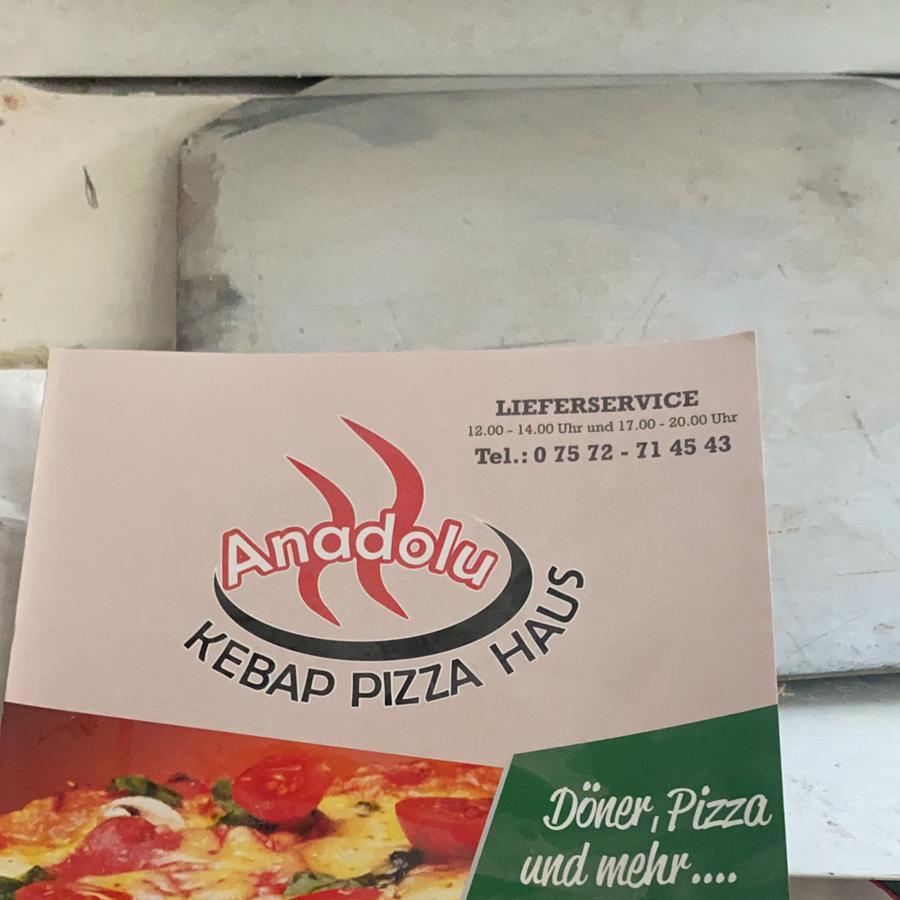 LIEFERSERVICE
12.00 - 14.00 Uhr und 17.00 - 20.00 Uhr
Tel.: 0 75 72 - 71 45 43
Anadolu
KEBAP PIZZA HAUS
Döner, Pizza
und mehr....